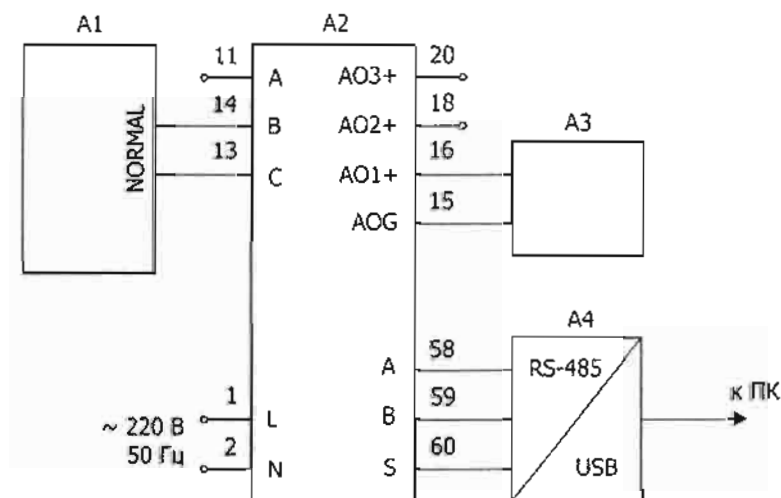 A1
A2
11
A
AO3+
20
14
B
AO2+
18
13
C
AO1+
16
A3
NORMAL
AOG
15
A4
A
58
RS-485
1
L
B
59
к ПК
~ 220 В
50 Гц
2
N
S
60
USB